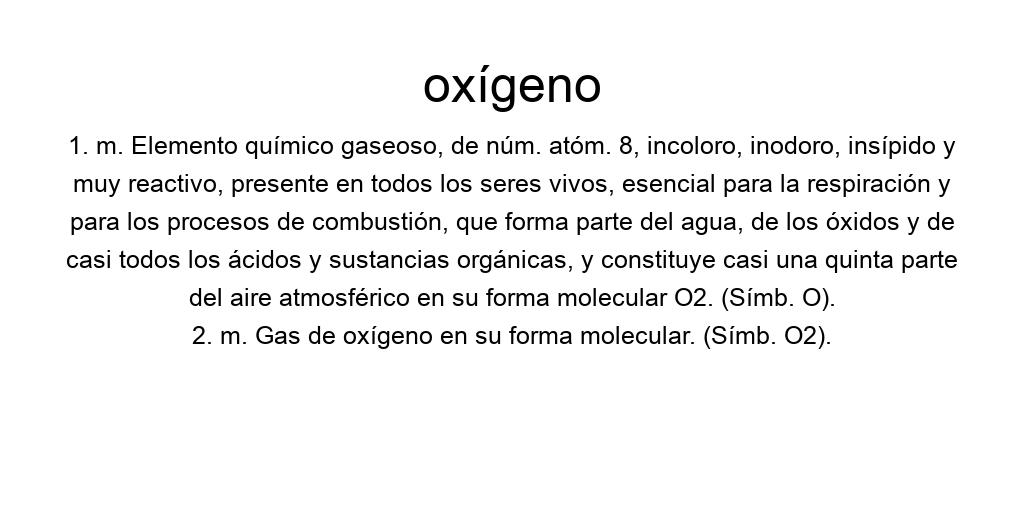 oxígeno
1. m. Elemento químico gaseoso, de núm. atóm. 8, incoloro, inodoro, insípido y
muy reactivo, presente en todos los seres vivos, esencial para la respiración y
para los procesos de combustión, que forma parte del agua, de los óxidos y de
casi todos los ácidos y sustancias orgánicas, y constituye casi una quinta parte
del aire atmosférico en su forma molecular O2. (Símb. O).
2. m. Gas de oxígeno en su forma molecular. (Símb. O2).